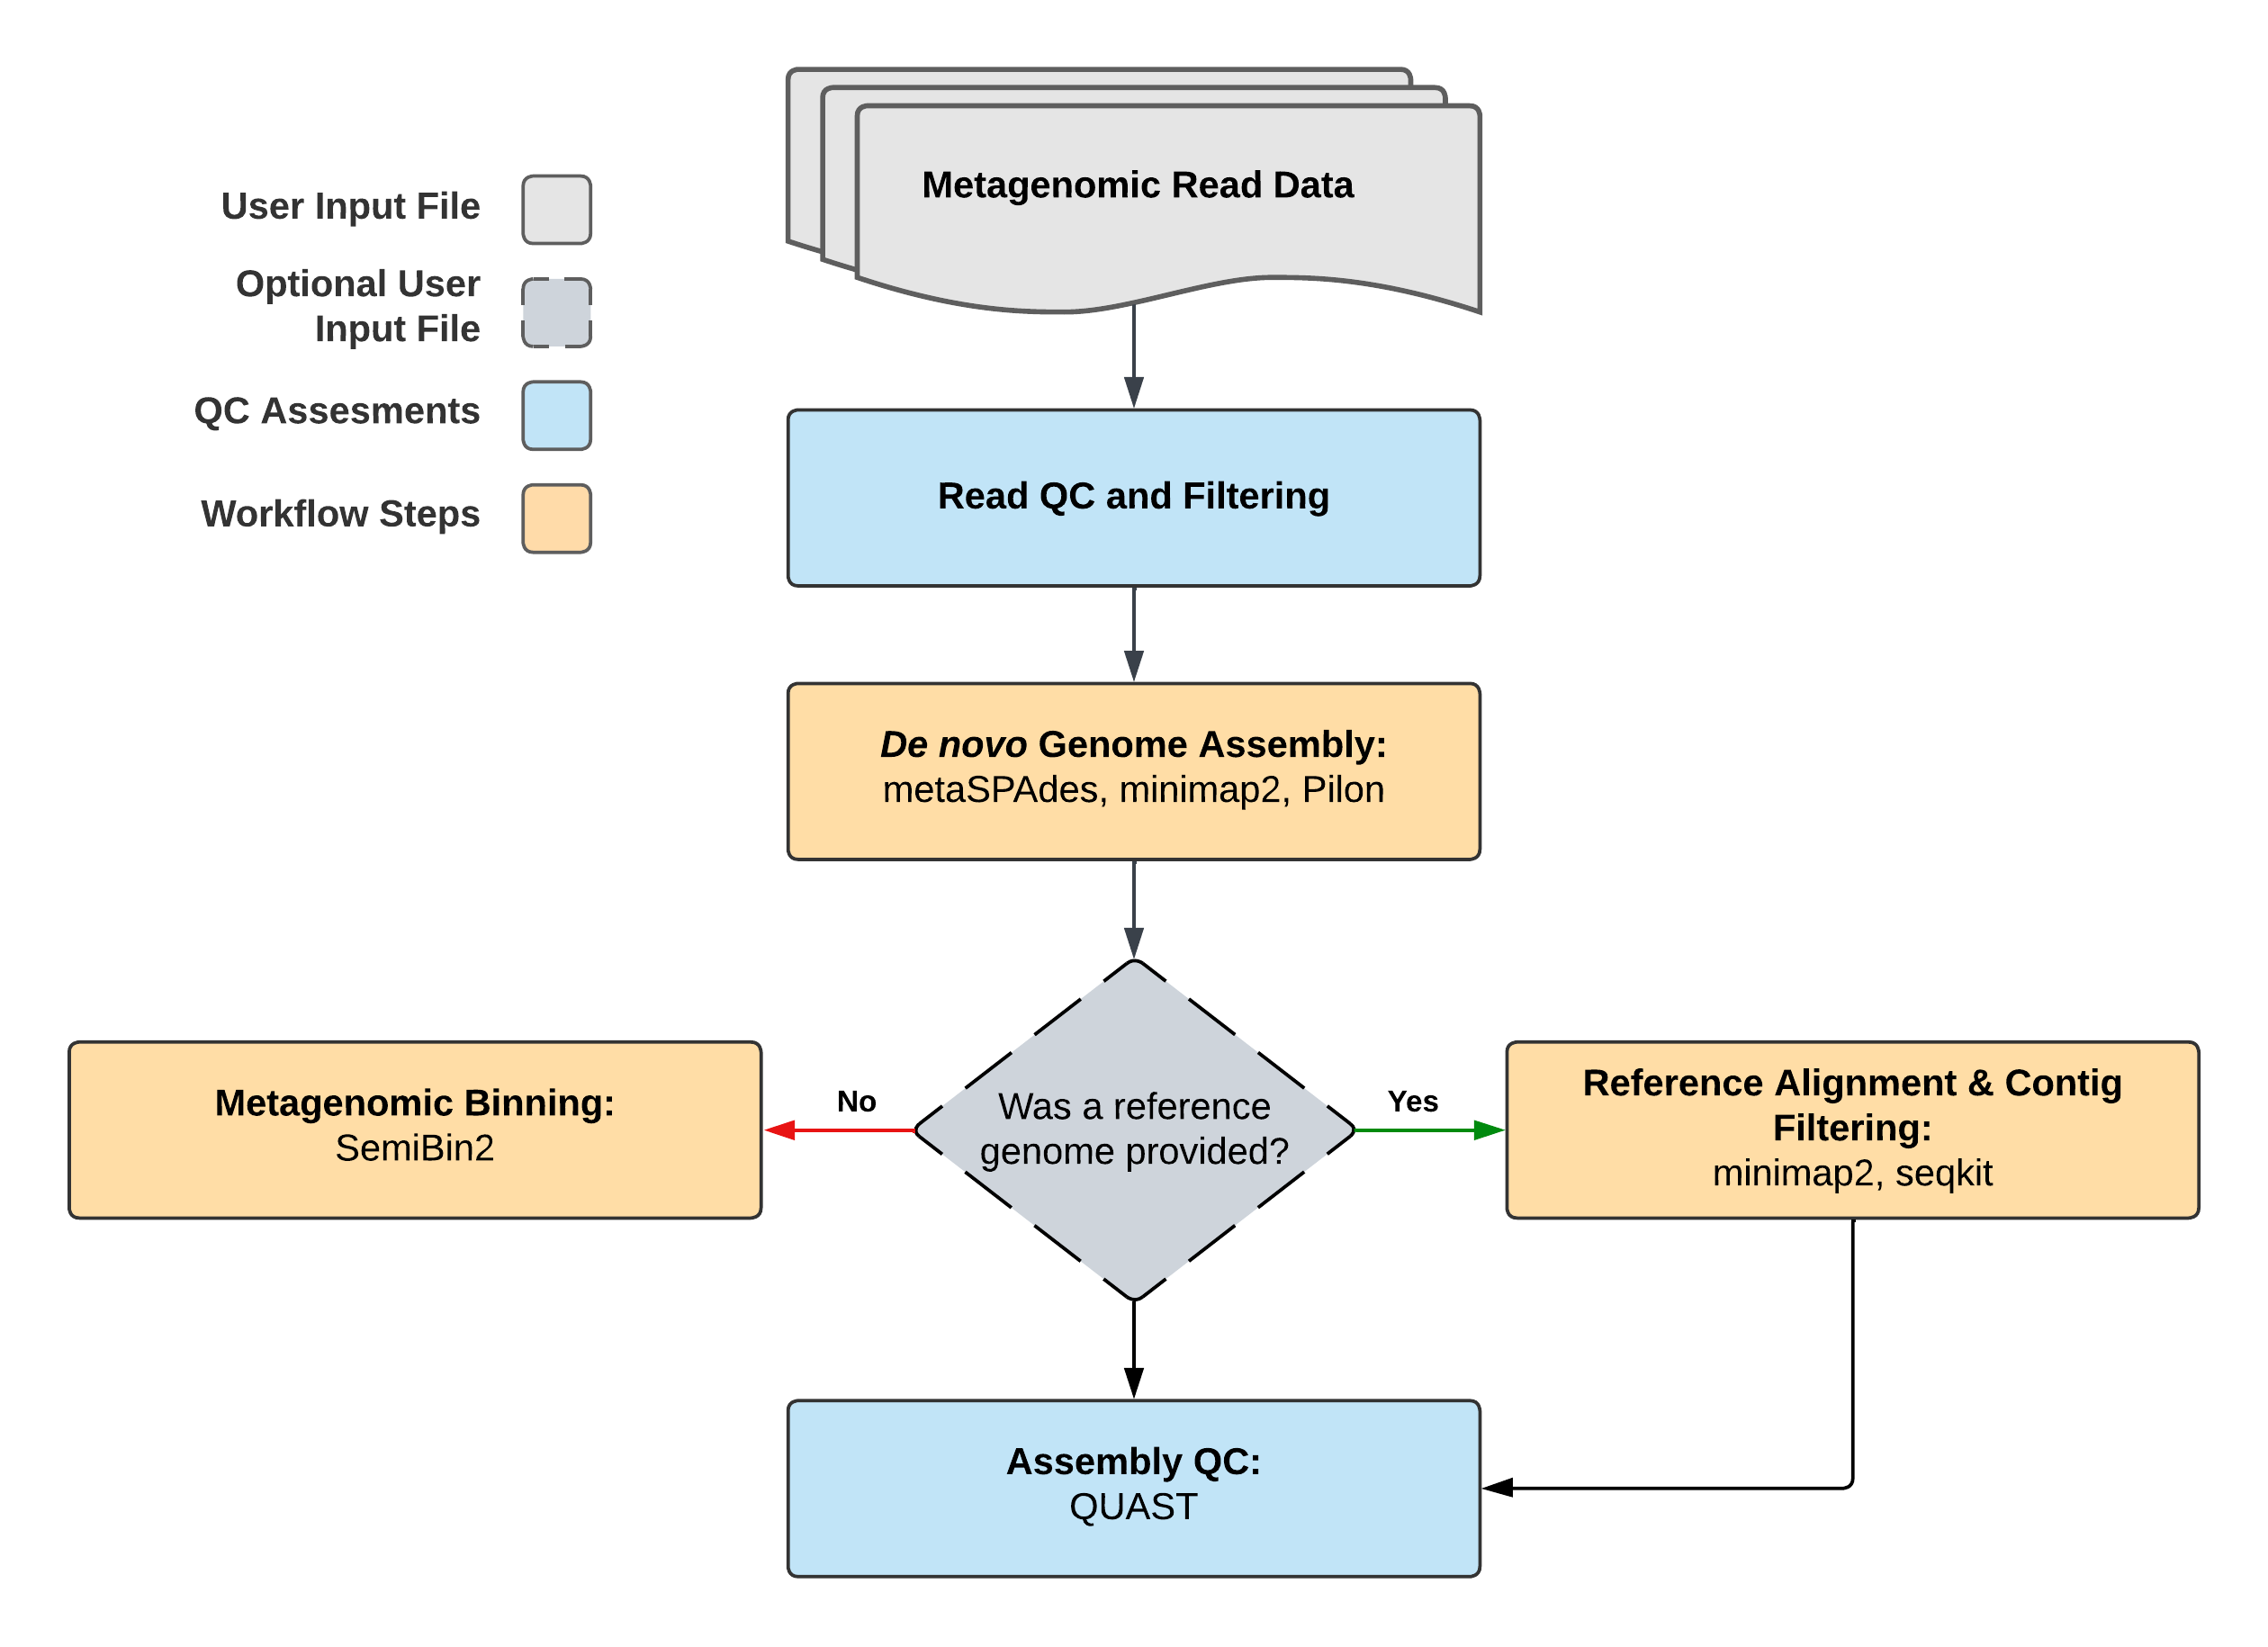 Metagenomic Read Data
User Input File
Optional User
Input File
QC Assesments
Workflow Steps
Read QC and Filtering
De novo Genome Assembly:
metaSPAdes, minimap2, Pilon
Was a reference
genome provided?
No
Yes
Metagenomic Binning:
SemiBin2
Reference Alignment & Contig
Filtering:
minimap2, seqkit
Assembly QC:
QUAST